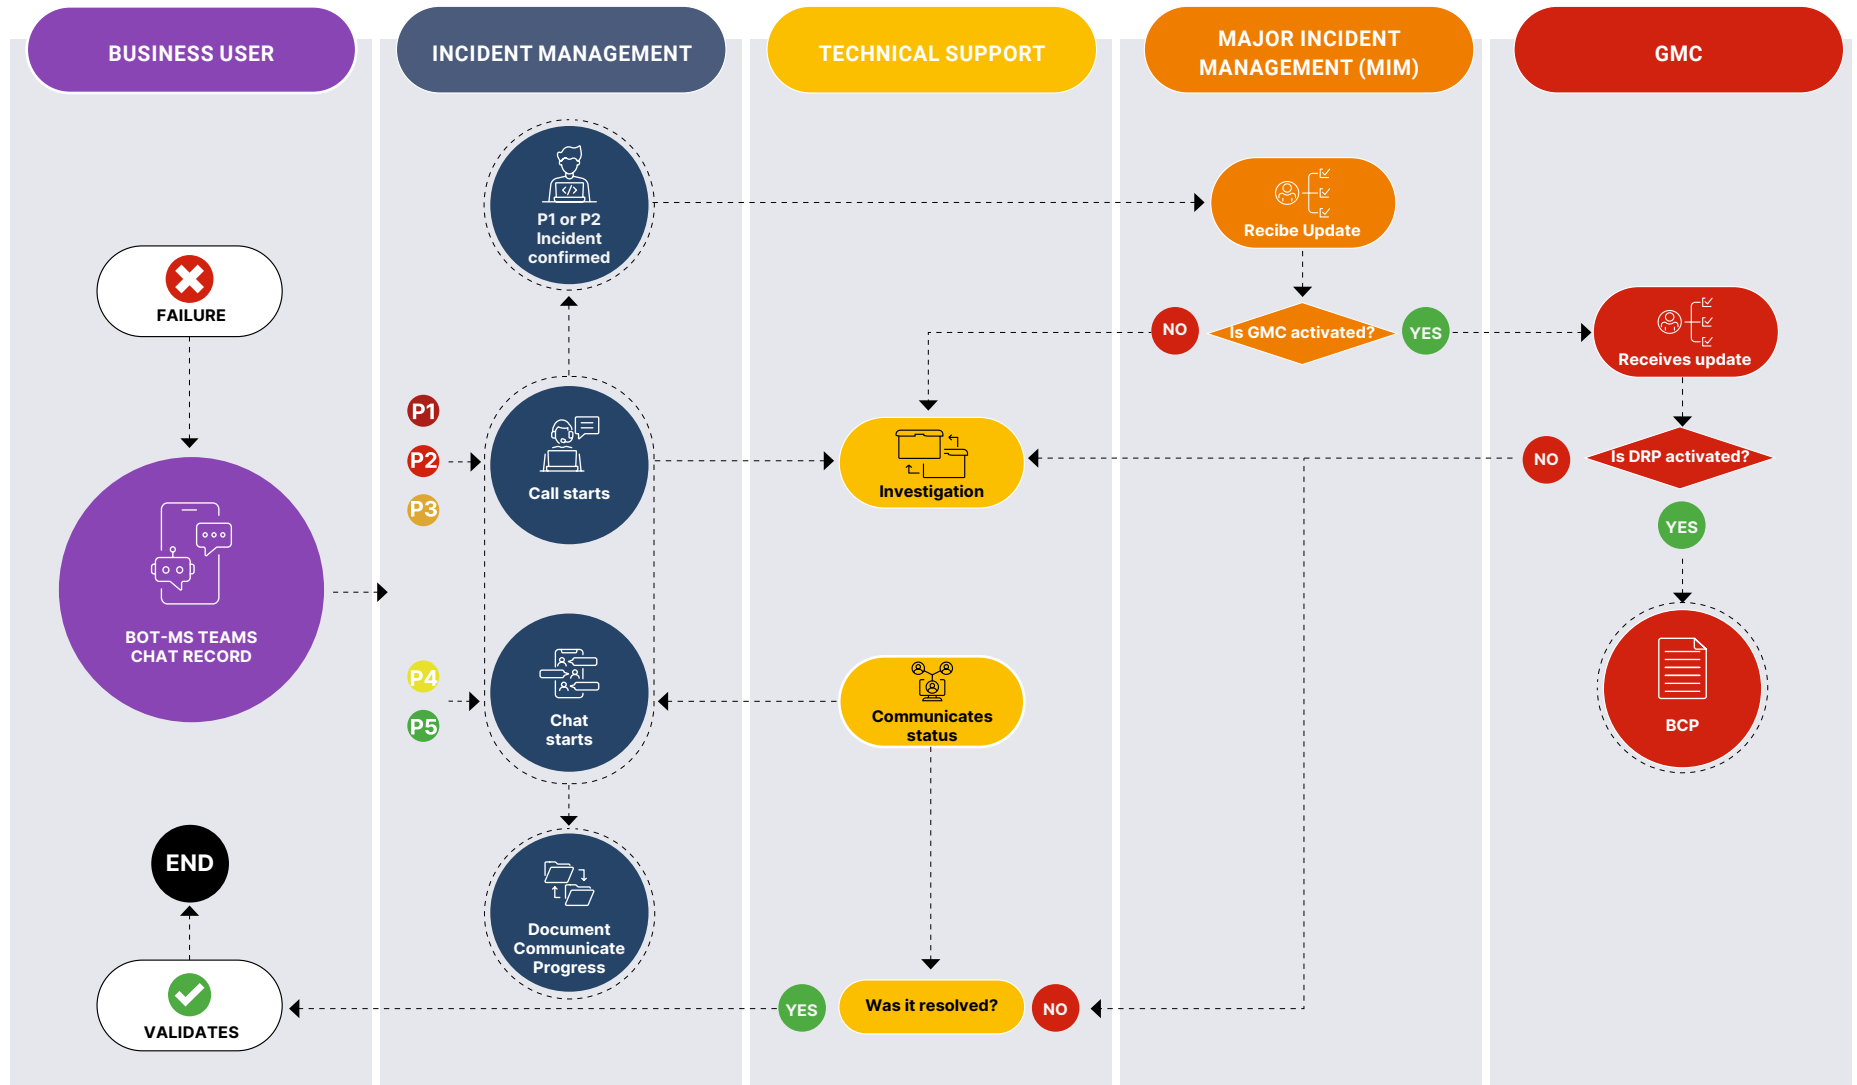 BUSINESS USER
INCIDENT MANAGEMENT
TECHNICAL SUPPORT
MAJOR INCIDENT
MANAGEMENT (MIM)
GMC
P1 or P2
Incident
confirmed
Recibe Update
FAILURE
NO
Is GMC activated?
YES
Receives update
P1
P2
P3
Call starts
Investigation
NO
Is DRP activated?
YES
BOT-MS TEAMS
CHAT RECORD
P4
P5
Chat
starts
Communicates
status
BCP
END
Document
Communicate
Progress
VALIDATES
YES
Was it resolved?
NO